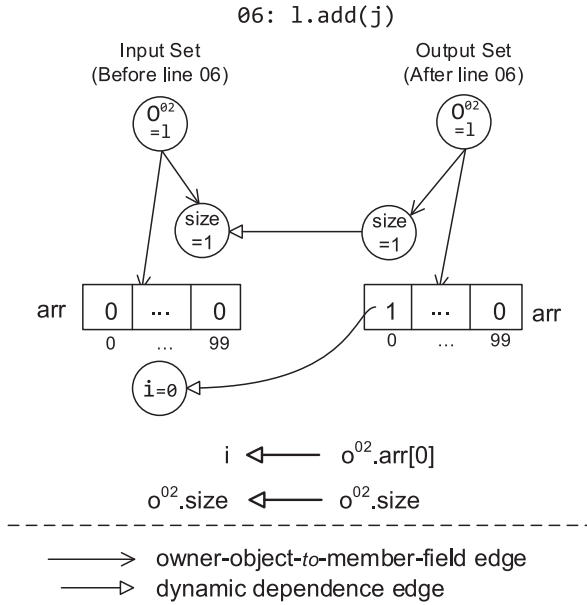 06: l.add(j)
Input Set
(Before line 06)
Output Set
(After line 06)
O⁰²
=l
O⁰²
=l
size
=1
size
=1
arr 0 ... 0
0 ... 99
1 ... 0 arr
0 ... 99
i=0
i o⁰².arr[0]
o⁰².size o⁰².size
owner-object-to-member-field edge
dynamic dependence edge